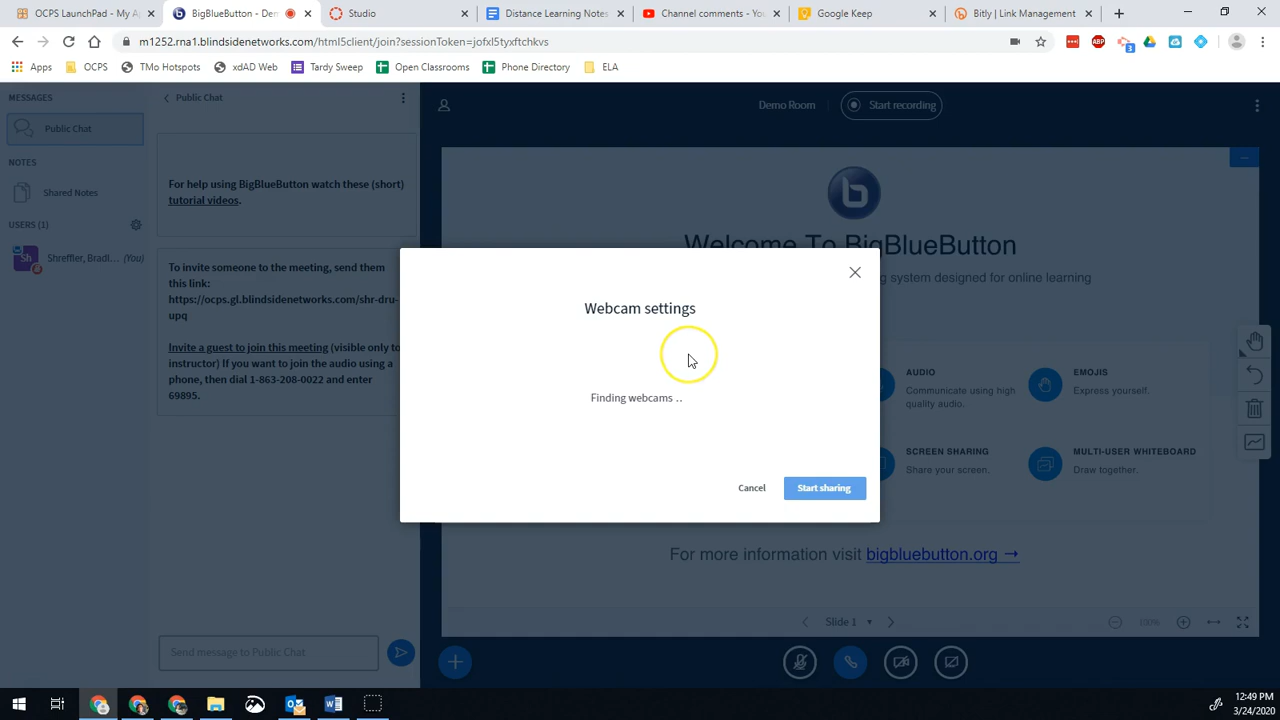 OCPS LaunchPad - My A
BigBlueButton - Dem
Studio
Distance Learning Notes
Channel comments - You
Google Keep
Bitly | Link Management
m1252.rna1.blindsidenetworks.com/html5client/join?sessionToken=jofxl5tyxftchkvs
ABP
3
Apps
OCPS
TMo Hotspots
xdAD Web
Tardy Sweep
Open Classrooms
Phone Directory
ELA
MESSAGES
Public Chat
NOTES
Shared Notes
USERS (1)
Sh
Shreffler, Bradl... (You)
Public Chat
For help using BigBlueButton watch these (short)
tutorial videos.
To invite someone to the meeting, send them
this link:
https://ocps.gl.blindsidenetworks.com/shr-dru-
upq
Invite a guest to join this meeting (visible only to
instructor) If you want to join the audio using a
phone, then dial 1-863-208-0022 and enter
69895.
Send message to Public Chat
Demo Room
Start recording
Welcome To BigBlueButton
g system designed for online learning
Webcam settings
Finding webcams ..
Cancel
Start sharing
AUDIO
Communicate using high
quality audio.
EMOJIS
Express yourself.
SCREEN SHARING
Share your screen.
MULTI-USER WHITEBOARD
Draw together.
For more information visit bigbluebutton.org →
Slide 1
100%
12:49 PM
3/24/2020